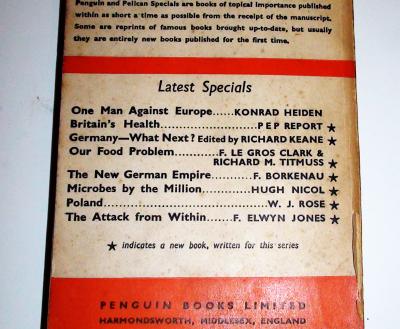 Penguin and Pelican Specials are books of topical importance published
within as short a time as possible from the receipt of the manuscript.
Some are reprints of famous books brought up-to-date, but usually
they are entirely new books published for the first time.
Latest Specials
One Man Against Europe......KONRAD HEIDEN
Britain's Health.........................PEP REPORT ★
Germany—What Next? Edited by RICHARD KEANE ★
Our Food Problem..........F. LE GROS CLARK &
RICHARD M. TITMUSS ★
The New German Empire...........F. BORKENAU ★
Microbes by the Million............HUGH NICOL ★
Poland......................................W. J. ROSE ★
The Attack from Within.......F. ELWYN JONES ★
★ indicates a new book, written for this series
PENGUIN BOOKS LIMITED
HARMONDSWORTH, MIDDLESEX, ENGLAND